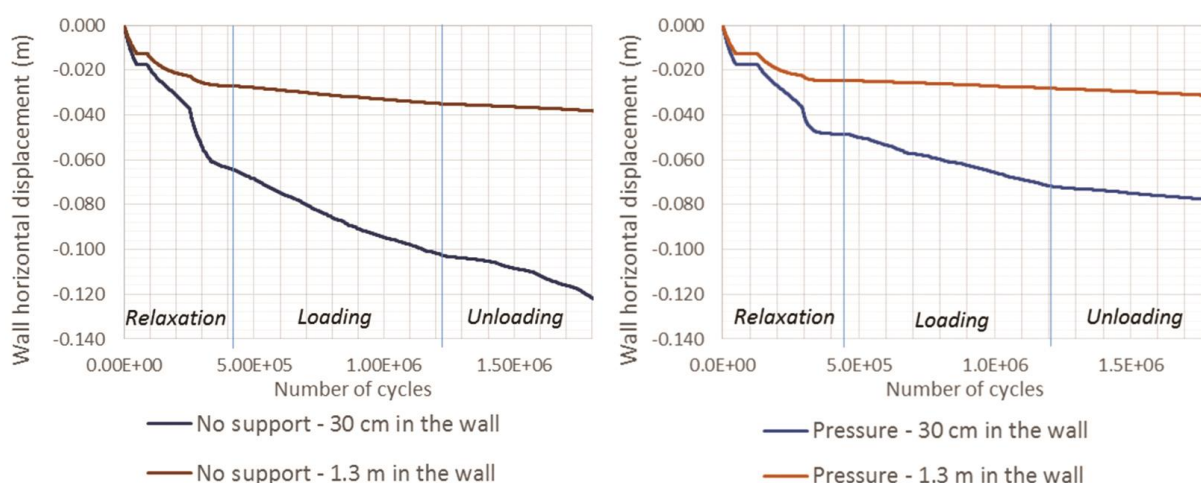 Wall horizontal displacement (m)
0.000
-0.020
-0.040
-0.060
-0.080
-0.100
-0.120
-0.140
Relaxation
Loading
Unloading
0.00E+00
5.00E+05
1.00E+06
1.50E+06
Number of cycles
No support - 30 cm in the wall
No support - 1.3 m in the wall
Wall horizontal displacement (m)
0.000
-0.020
-0.040
-0.060
-0.080
-0.100
-0.120
-0.140
Relaxation
Loading
Unloading
0.0E+00
5.0E+05
1.0E+06
1.5E+06
Number of cycles
Pressure - 30 cm in the wall
Pressure - 1.3 m in the wall